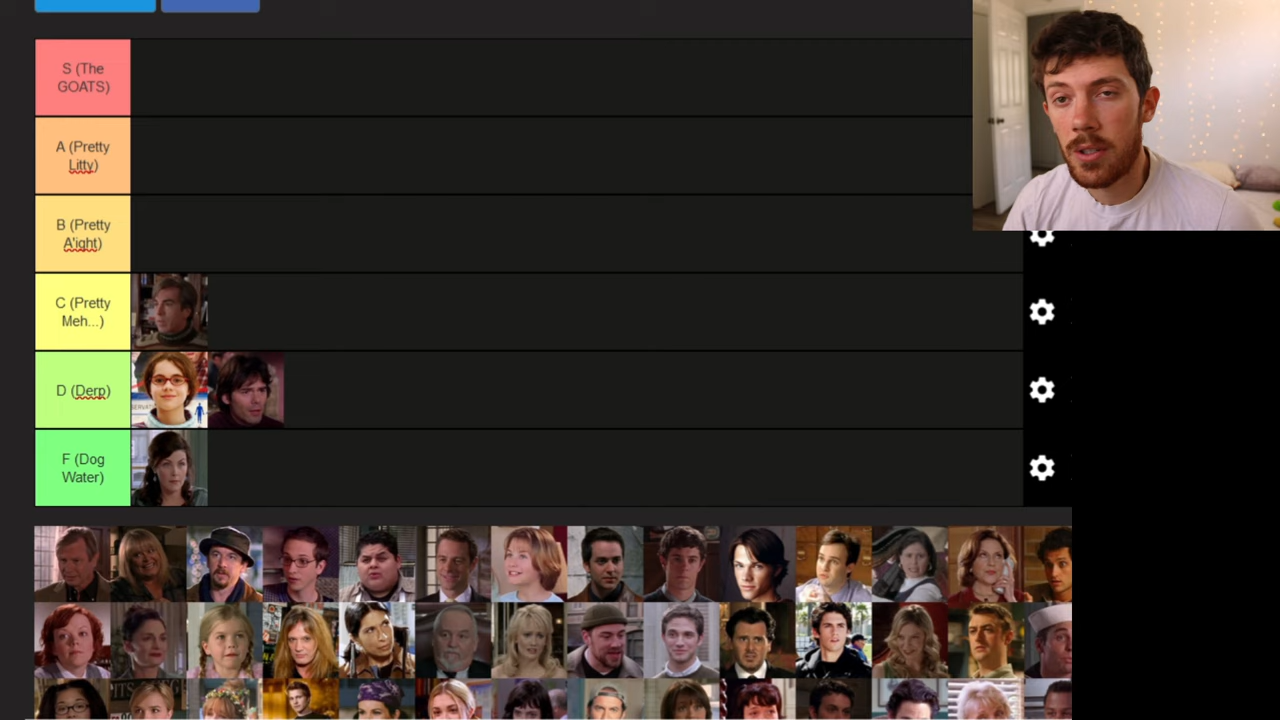 S (The
GOATS)
A (Pretty
Litty)
B (Pretty
A'ight)
C (Pretty
Meh...)
D (Derp)
F (Dog
Water)